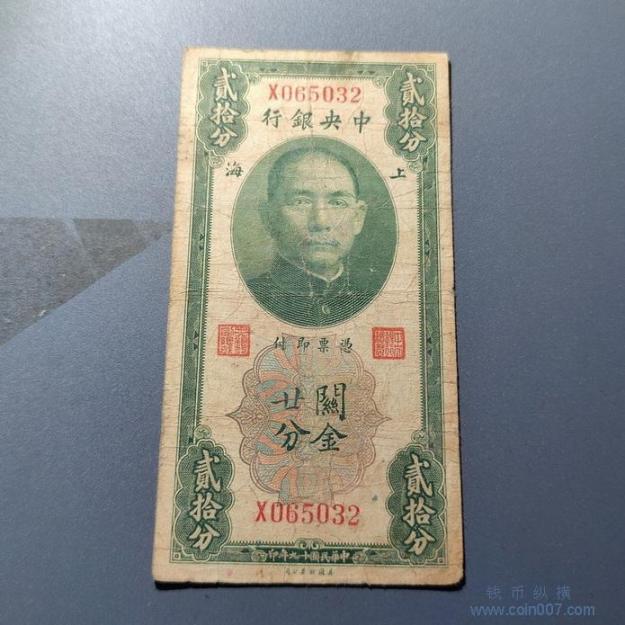 X065032
貳拾分
貳拾分
中央銀行
上海
憑票即付
關金
廿分
貳拾分
貳拾分
X065032
中華民國十九年印
钱币纵横
www.coin007.com